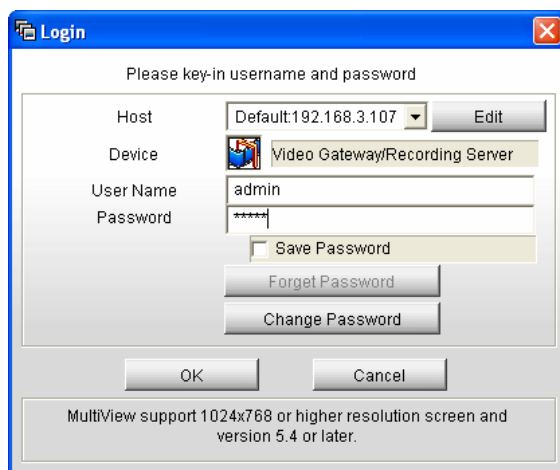 Login
Please key-in username and password
Host Default:192.168.3.107 Edit
Device Video Gateway/Recording Server
User Name admin
Password *****
Save Password
Forget Password
Change Password
OK Cancel
MultiView support 1024x768 or higher resolution screen and
version 5.4 or later.